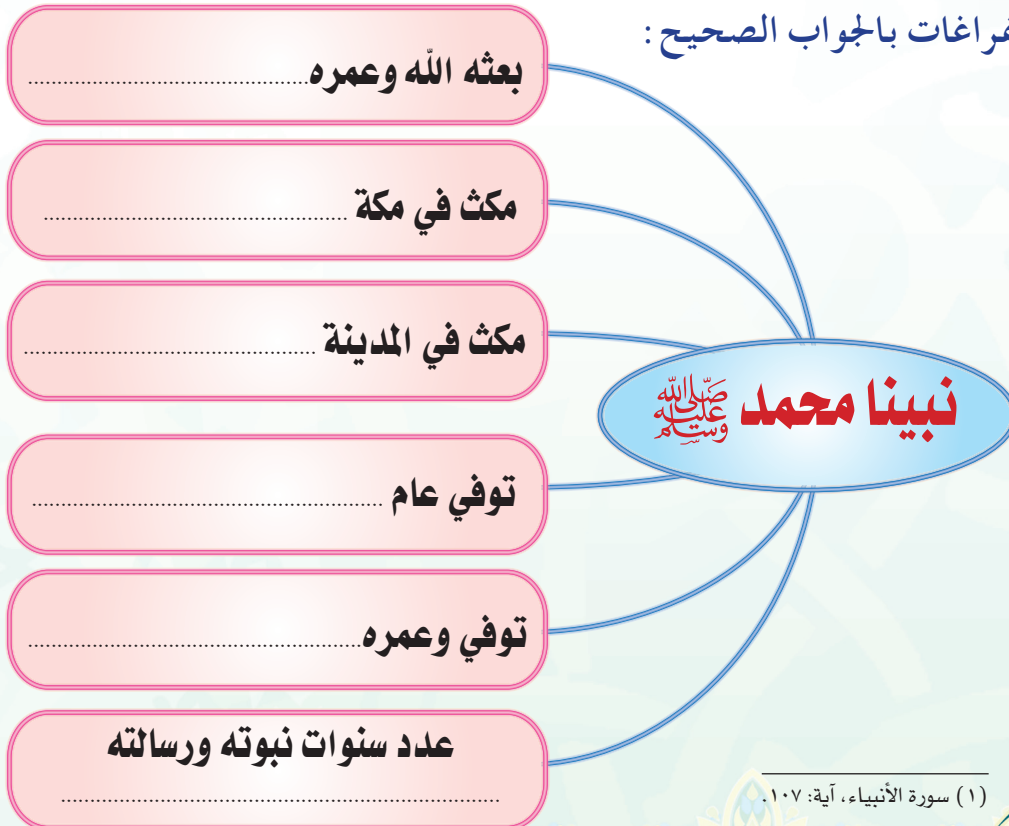 بالجواب الصحيح :
بعثه الله وعمره ..................................................
مكث في مكة ..................................................
مكث في المدينة ..................................................
نبينا محمد ﷺ
توفي عام ..................................................
توفي وعمره ..................................................
عدد سنوات نبوته ورسالته
..................................................
(١) سورة الأنبياء، آية: ١٠٧.